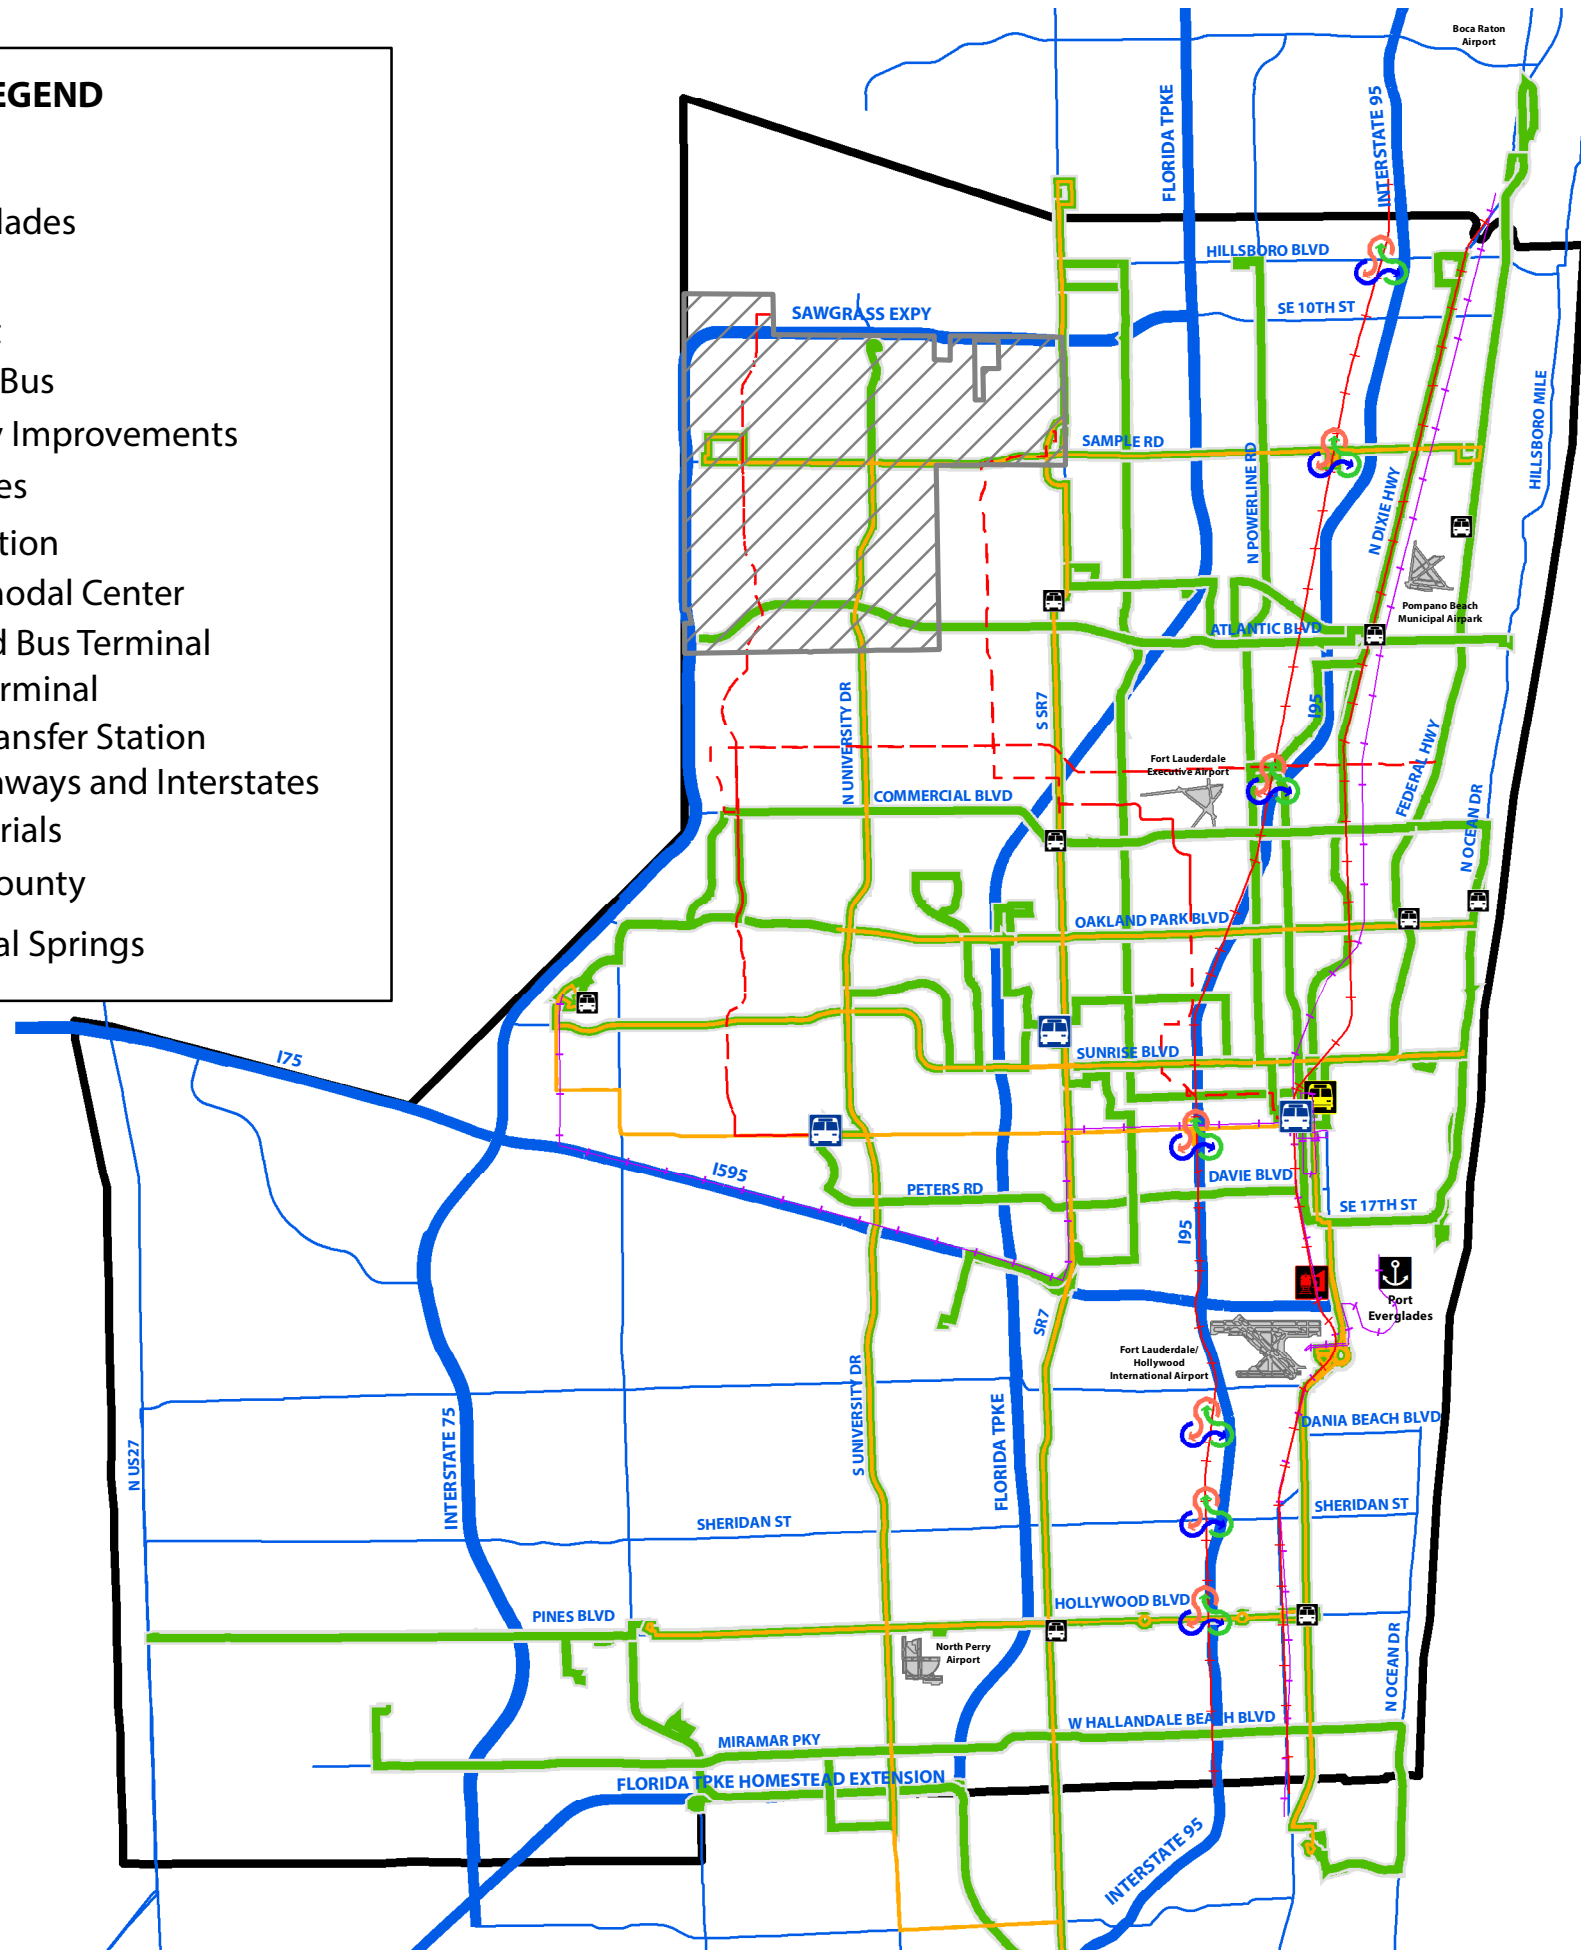 EGEND
lades
Bus
y Improvements
es
tion
nodal Center
d Bus Terminal
erminal
ansfer Station
hways and Interstates
rials
ounty
al Springs
Boca Raton
Airport
FLORIDA TPKE
INTERSTATE 95
HILLSBORO BLVD
SAWGRASS EXPY
SE 10TH ST
HILLSBORO MILE
SAMPLE RD
N POWERLINE RD
N DIXIE HWY
Pompano Beach
Municipal Airpark
ATLANTIC BLVD
N UNIVERSITY DR
S SR7
I95
Fort Lauderdale
Executive Airport
FEDERAL HWY
COMMERCIAL BLVD
N OCEAN DR
OAKLAND PARK BLVD
I75
SUNRISE BLVD
I595
PETERS RD
DAVIE BLVD
SE 17TH ST
I95
Port
Everglades
SR7
Fort Lauderdale/
Hollywood
International Airport
S UNIVERSITY DR
FLORIDA TPKE
INTERSTATE 75
N US27
DANIA BEACH BLVD
SHERIDAN ST
SHERIDAN ST
HOLLYWOOD BLVD
PINES BLVD
North Perry
Airport
N OCEAN DR
W HALLANDALE BEACH BLVD
MIRAMAR PKY
FLORIDA TPKE HOMESTEAD EXTENSION
INTERSTATE 95